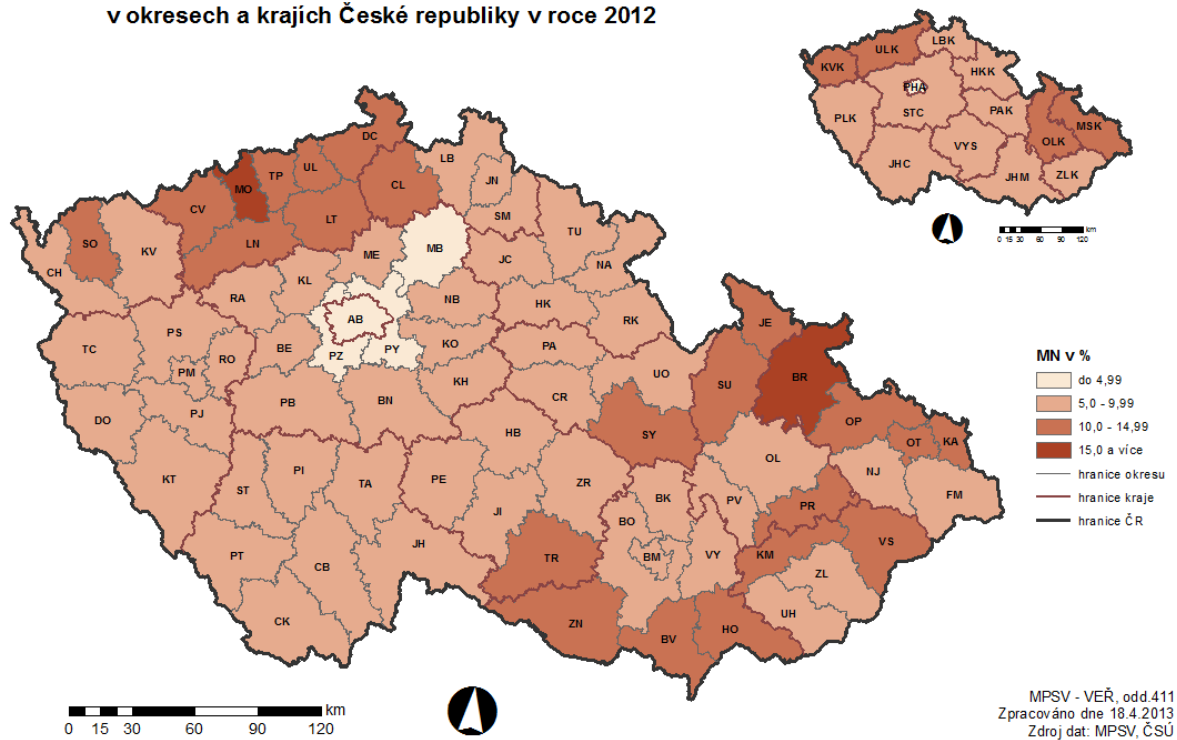 v okresech a krajích České republiky v roce 2012
KVK
ULK
LBK
HKK
PHA
STC
PAK
PLK
VYS
OLK
MSK
JHC
JHM
ZLK
km
0 15 30 60 90 120
DC
LB
UL
TP
MO
CL
JN
CV
LT
SM
SO
LN
KV
CH
ME
MB
TU
JC
NA
RA
KL
NB
HK
AB
RK
PS
TC
RO
BE
PZ
PY
KO
PA
PM
KH
UO
JE
SU
BR
PB
BN
CR
DO
PJ
HB
SY
OP
OT
KA
KT
PI
OL
NJ
FM
ST
TA
PE
ZR
BK
PV
PR
JI
BO
VS
JH
TR
BM
VY
KM
PT
CB
ZL
UH
CK
ZN
BV
HO
MN v %
do 4,99
5,0 - 9,99
10,0 - 14,99
15,0 a více
hranice okresu
hranice kraje
hranice ČR
km
0 15 30 60 90 120
MPSV - VEŘ, odd.411
Zpracováno dne 18.4.2013
Zdroj dat: MPSV, ČSÚ